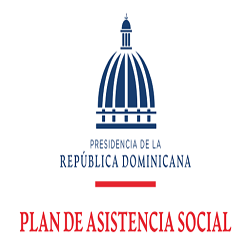 PRESIDENCIA DE LA
REPÚBLICA DOMINICANA
PLAN DE ASISTENCIA SOCIAL